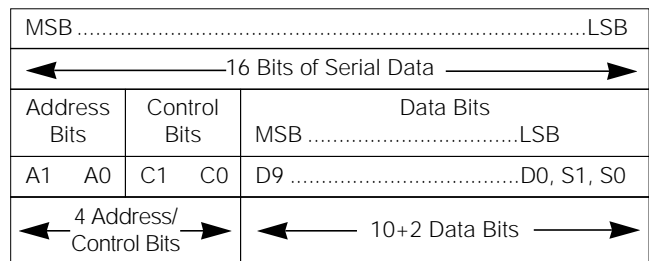 MSB.......................................................................LSB
16 Bits of Serial Data
Address Bits
Control Bits
Data Bits
MSB ...............................LSB
A1 A0 C1 C0 D9 ...................................D0, S1, S0
4 Address/
Control Bits
10+2 Data Bits